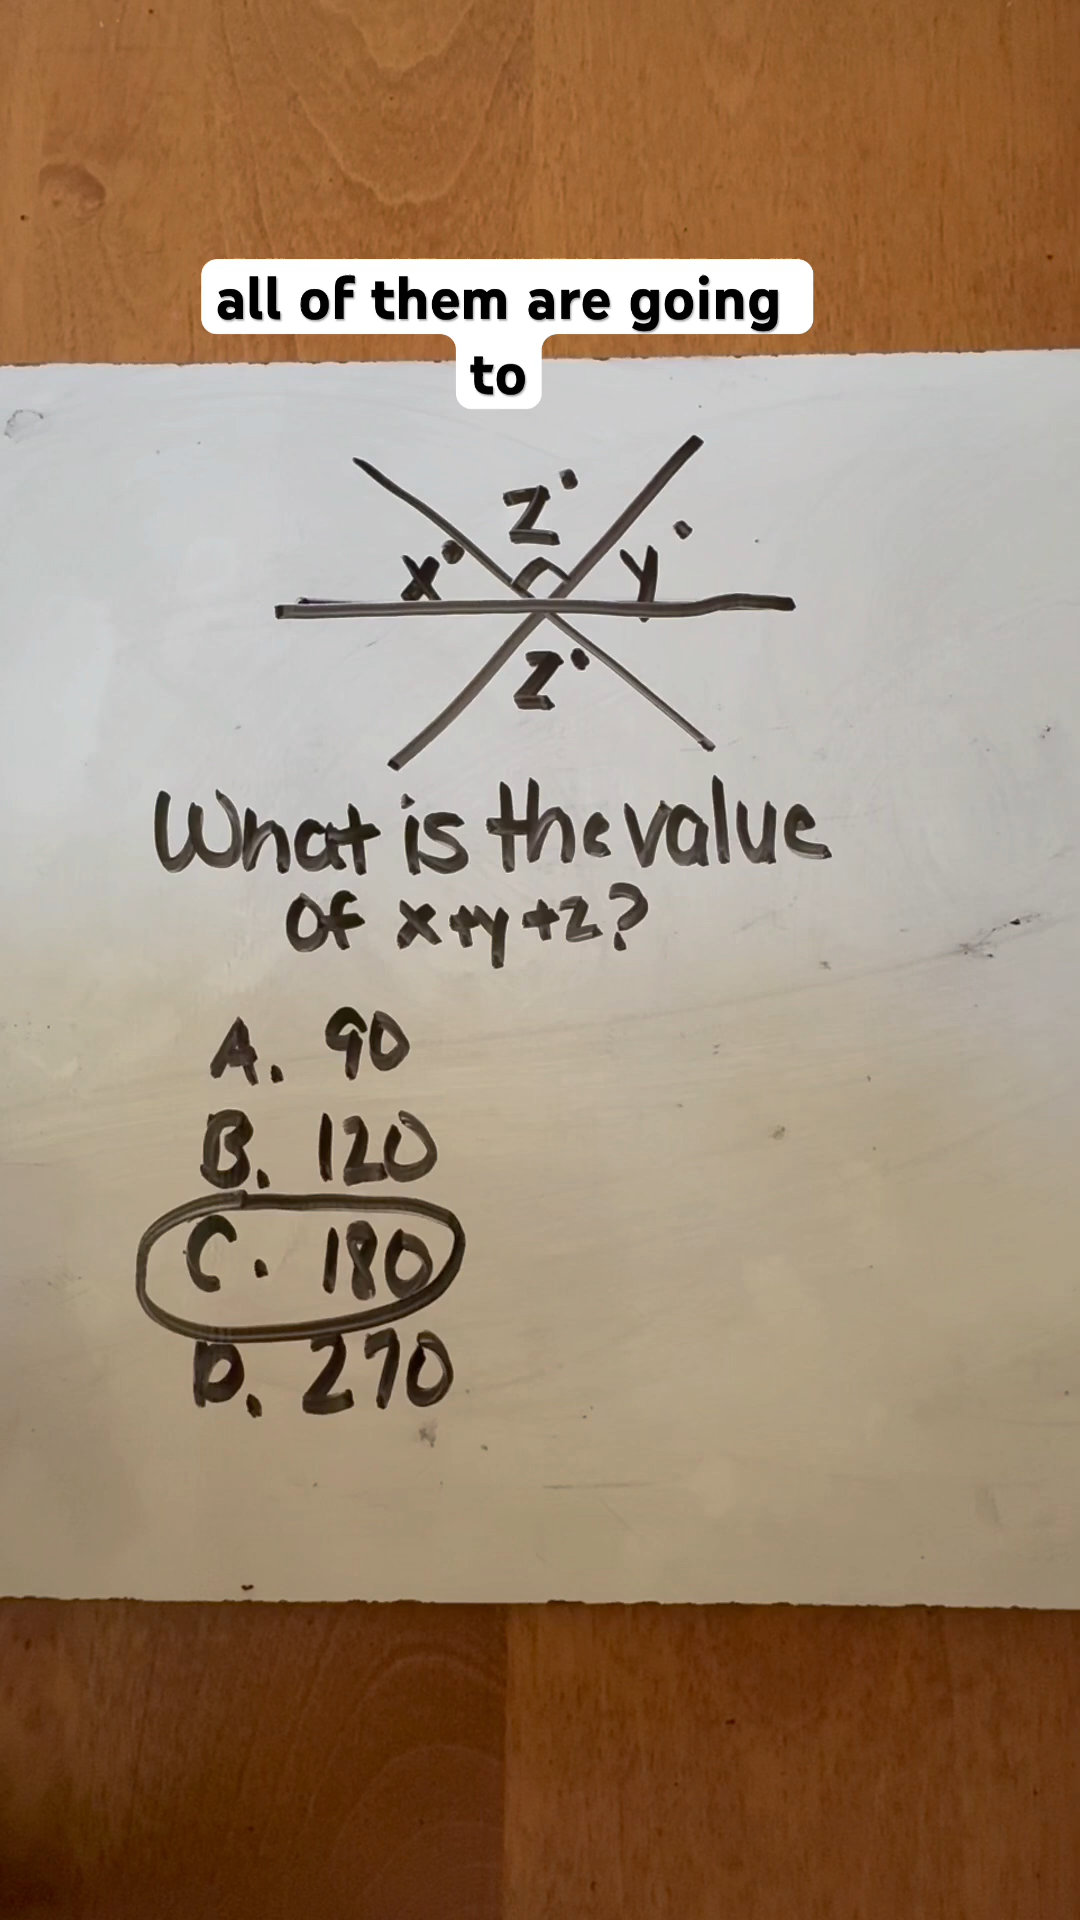 all of them are going
to
z°
x° y°
z°
What is the value
of x+y+z?
A. 90
B. 120
C. 180
D. 270